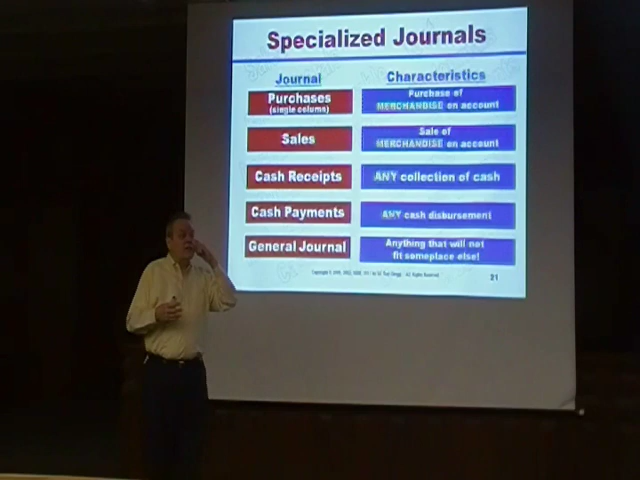 Specialized Journals
Journal Characteristics
Purchases
(single column)
Purchase of
MERCHANDISE on account
Sales
Sale of
MERCHANDISE on account
Cash Receipts
ANY collection of cash
Cash Payments
ANY cash disbursement
General Journal
Anything that will not
fit someplace else!
21